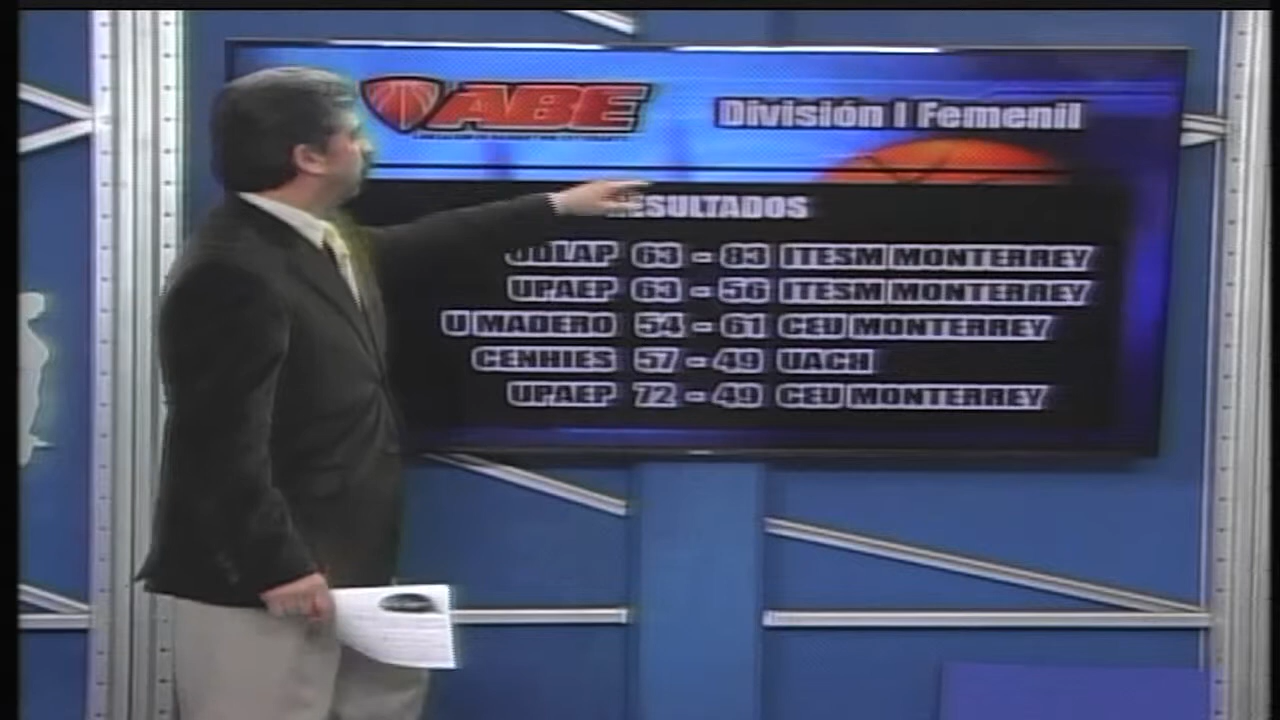 ABE
División I Femenil
RESULTADOS
UDLAP 63 - 83 ITESM MONTERREY
UPAEP 63 - 56 ITESM MONTERREY
U MADERO 54 - 61 CEU MONTERREY
CENHIES 57 - 49 UACH
UPAEP 72 - 49 CEU MONTERREY